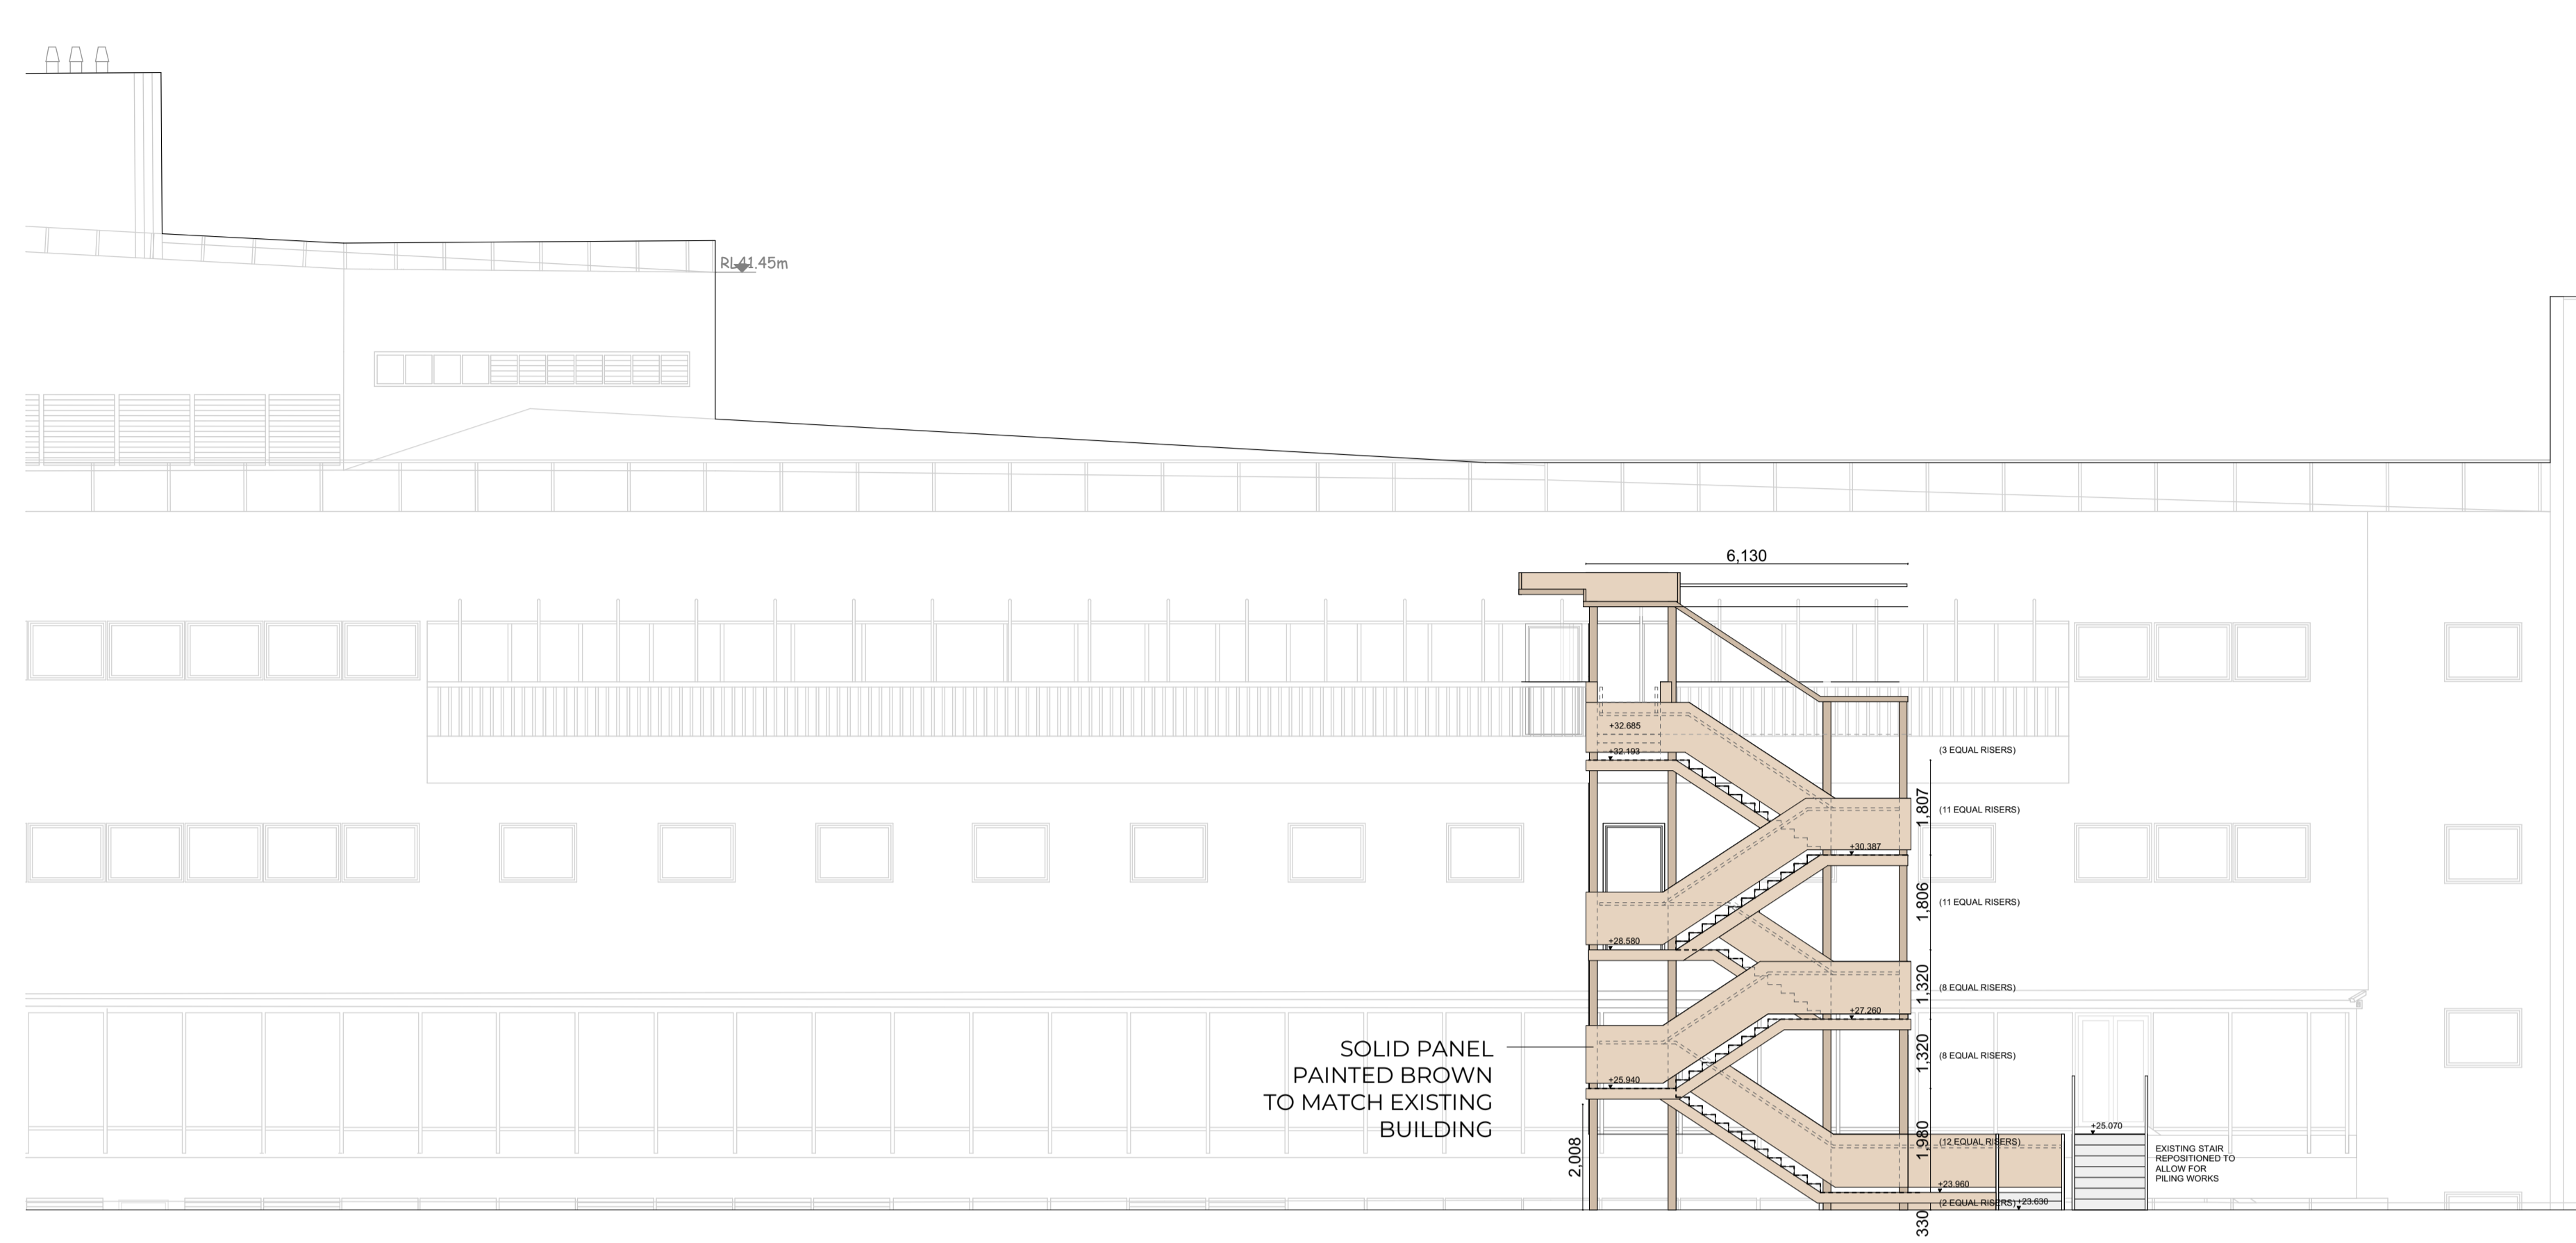 RL41.45m
6,130
+32.685
+32.193
(3 EQUAL RISERS)
1,807
(11 EQUAL RISERS)
+30.387
1,806
(11 EQUAL RISERS)
+28.580
1,320
(8 EQUAL RISERS)
+27.260
SOLID PANEL
PAINTED BROWN
TO MATCH EXISTING
BUILDING
1,320
(8 EQUAL RISERS)
+25.940
2,008
1,980
(12 EQUAL RISERS)
+25.070
EXISTING STAIR
REPOSITIONED TO
ALLOW FOR
PILING WORKS
+23.960
(2 EQUAL RISERS)
+23.630
330